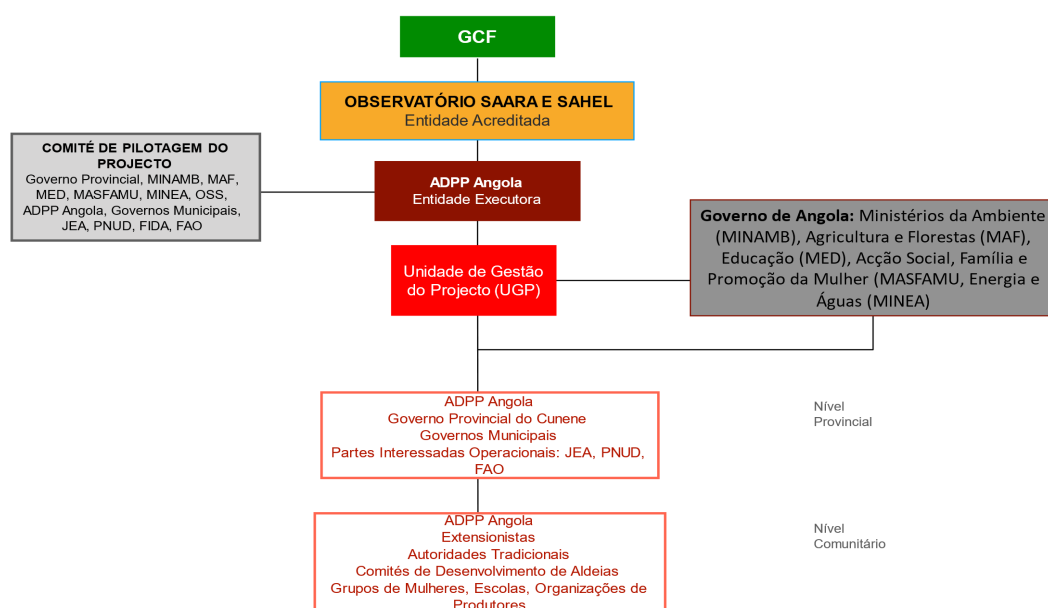 GCF
OBSERVATÓRIO SAARA E SAHEL
Entidade Acreditada
COMITÉ DE PILOTAGEM DO
PROJECTO
Governo Provincial, MINAMB, MAF,
MED, MASFAMU, MINEA, OSS,
ADPP Angola, Governos Municipais,
JEA, PNUD, FIDA, FAO
ADPP Angola
Entidade Executora
Governo de Angola: Ministérios da Ambiente
(MINAMB), Agricultura e Florestas (MAF),
Educação (MED), Acção Social, Família e
Promoção da Mulher (MASFAMU, Energia e
Águas (MINEA)
Unidade de Gestão
do Projecto (UGP)
ADPP Angola
Governo Provincial do Cunene
Governos Municipais
Partes Interessadas Operacionais: JEA, PNUD,
FAO
Nível
Provincial
ADPP Angola
Extensionistas
Autoridades Tradicionais
Comités de Desenvolvimento de Aldeias
Grupos de Mulheres, Escolas, Organizações de
Produtores
Nível
Comunitário